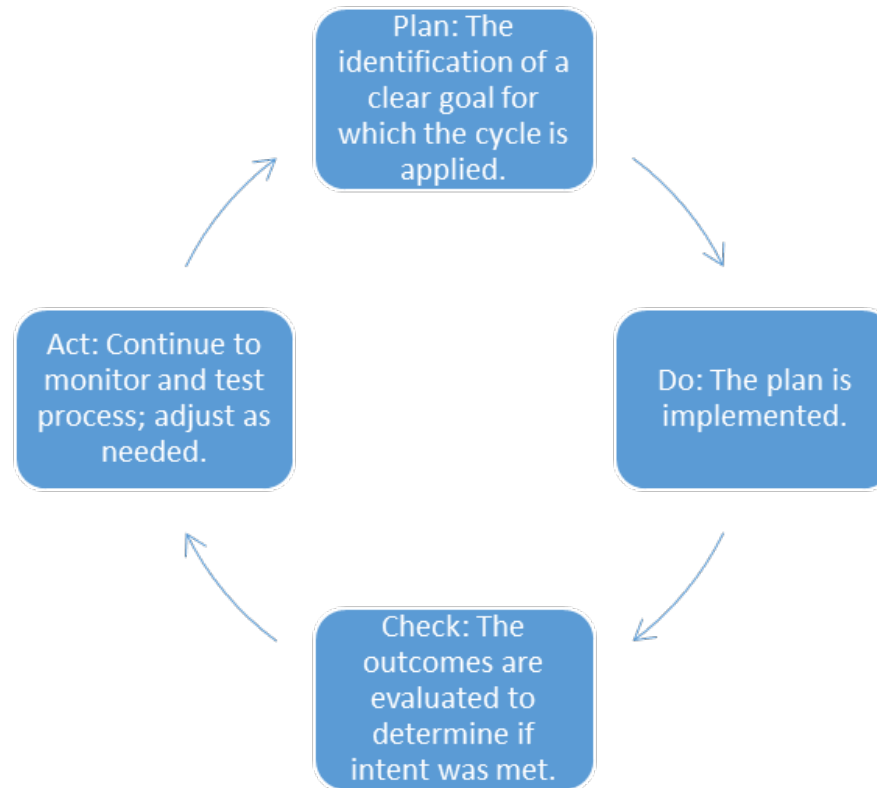 Plan: The
identification of a
clear goal for
which the cycle is
applied.
Do: The plan is
implemented.
Check: The
outcomes are
evaluated to
determine if
intent was met.
Act: Continue to
monitor and test
process; adjust as
needed.